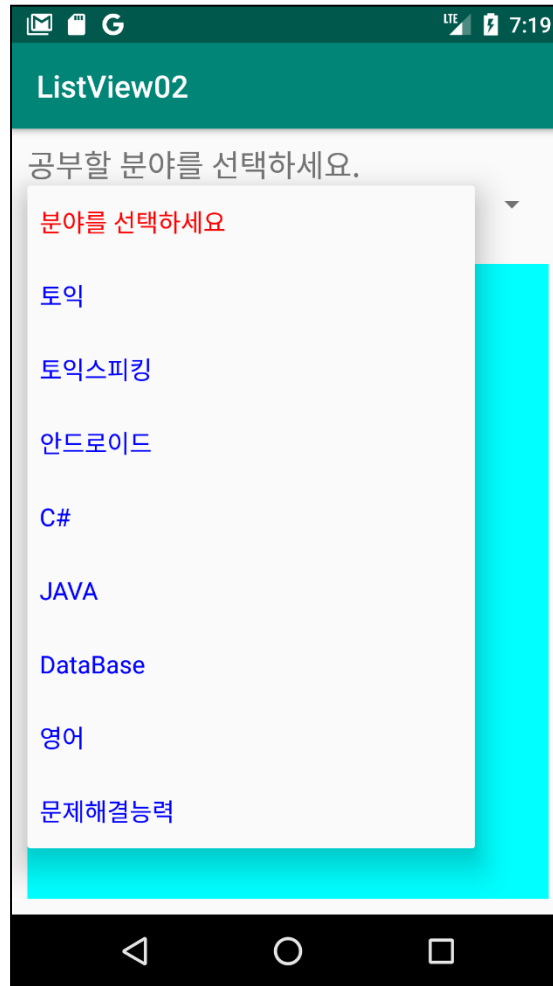 G LTE 7:19
ListView02
공부할 분야를 선택하세요.
분야를 선택하세요
토익
토익스피킹
안드로이드
C#
JAVA
DataBase
영어
문제해결능력